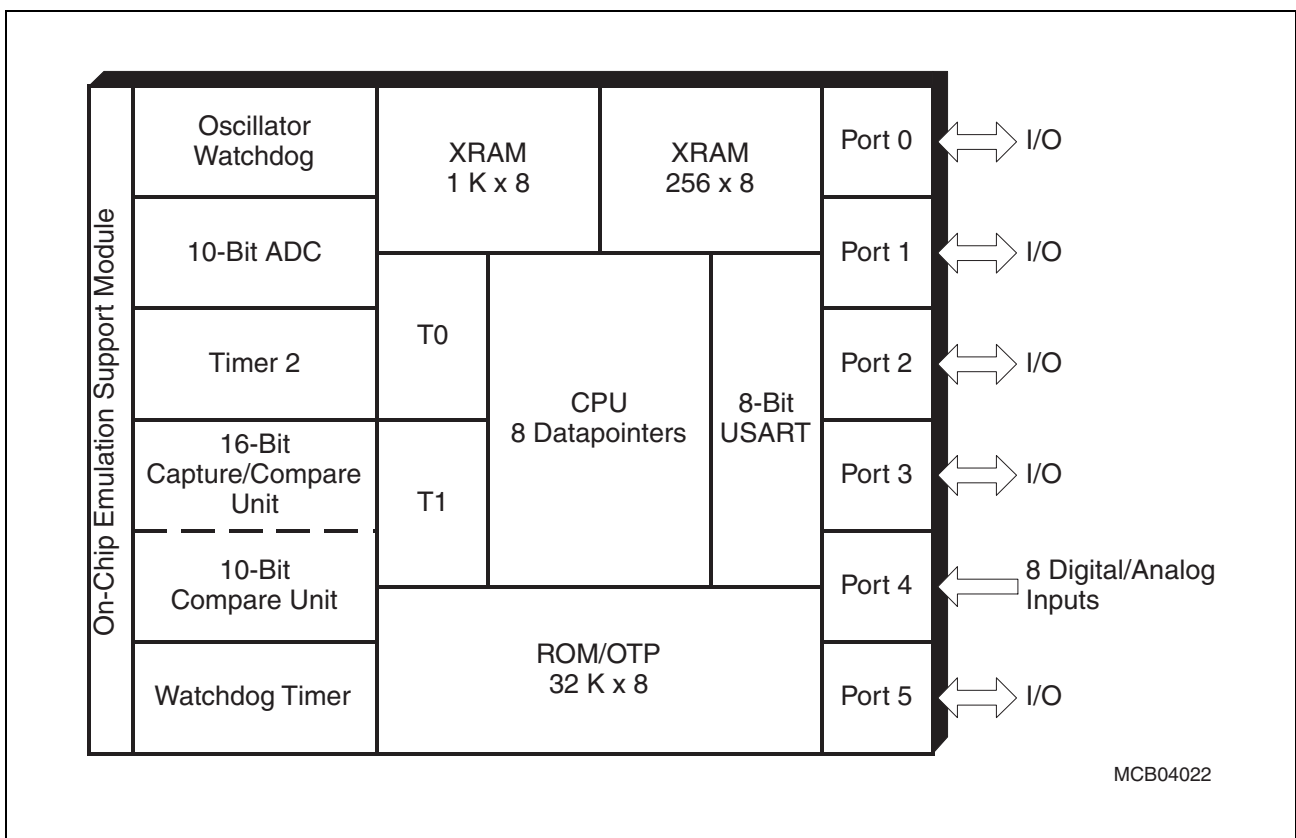 On-Chip Emulation Support Module
Oscillator
Watchdog
10-Bit ADC
Timer 2
16-Bit
Capture/Compare
Unit
10-Bit
Compare Unit
Watchdog Timer
XRAM
1 K x 8
XRAM
256 x 8
T0
T1
CPU
8 Datapointers
8-Bit
USART
ROM/OTP
32 K x 8
Port 0
I/O
Port 1
I/O
Port 2
I/O
Port 3
I/O
Port 4
8 Digital/Analog
Inputs
Port 5
I/O
MCB04022